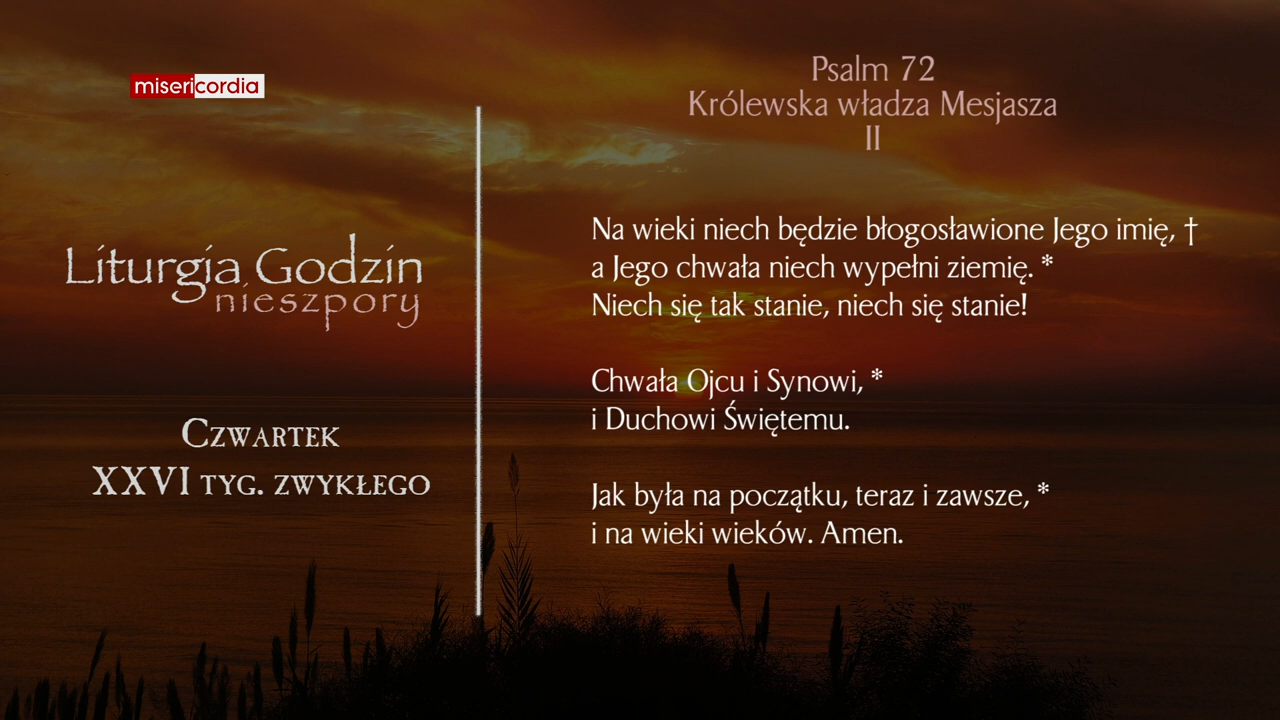 misericordia
Liturgia Godzin
nieszpory
Czwartek
XXVI tyg. zwykłego
Psalm 72
Królewska władza Mesjasza
II
Na wieki niech będzie błogosławione Jego imię, †
a Jego chwała niech wypełni ziemię. *
Niech się tak stanie, niech się stanie!
Chwała Ojcu i Synowi, *
i Duchowi Świętemu.
Jak była na początku, teraz i zawsze, *
i na wieki wieków. Amen.